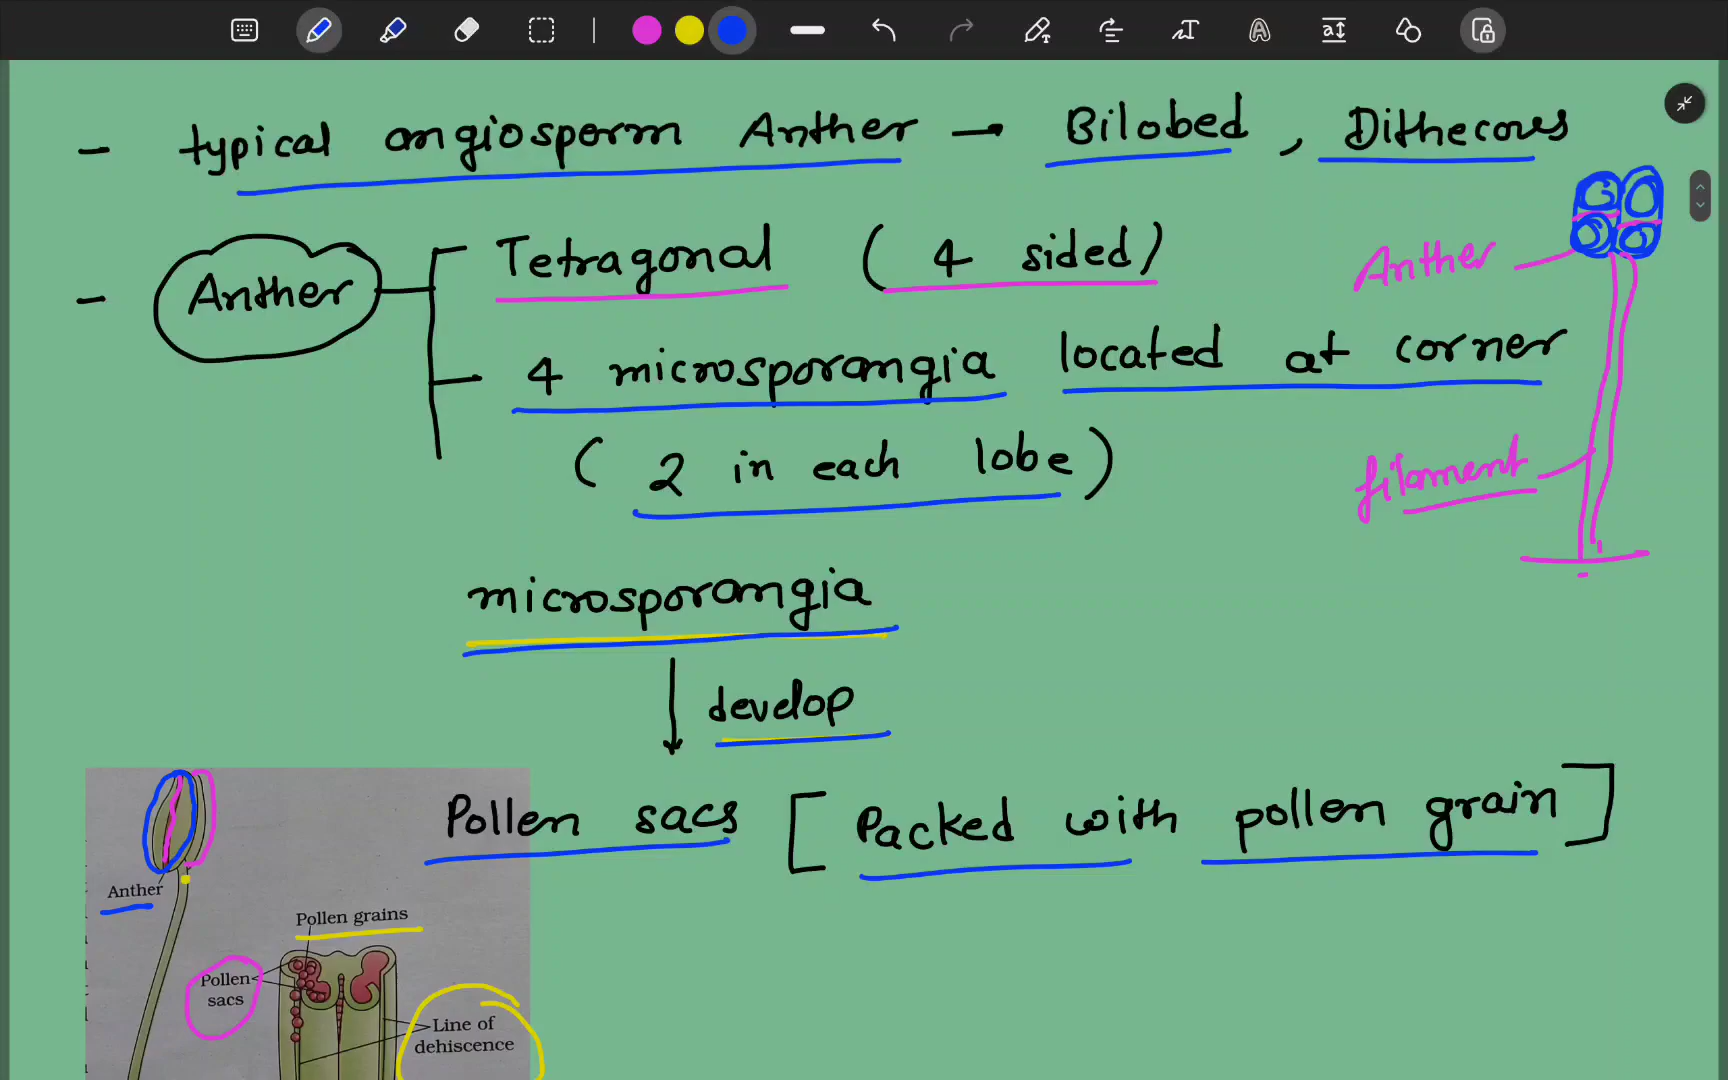 - typical angiosperm Anther → Bilobed, Dithecous
- Anther
Tetragonal (4 sided)
4 microsporangia located at corner
(2 in each lobe)
Anther
filament
microsporangia
↓ develop
Pollen sacs [Packed with pollen grain]
Anther
Pollen grains
Pollen
sacs
Line of
dehiscence